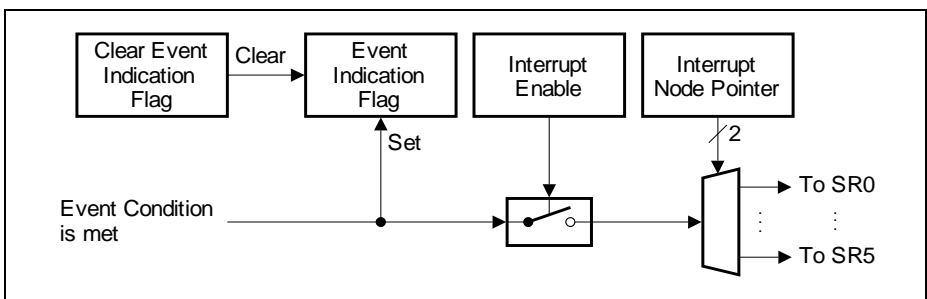 Clear Event
Indication
Flag
Clear
Event
Indication
Flag
Interrupt
Enable
Interrupt
Node Pointer
Set
2
Event Condition
is met
To SR0
To SR5